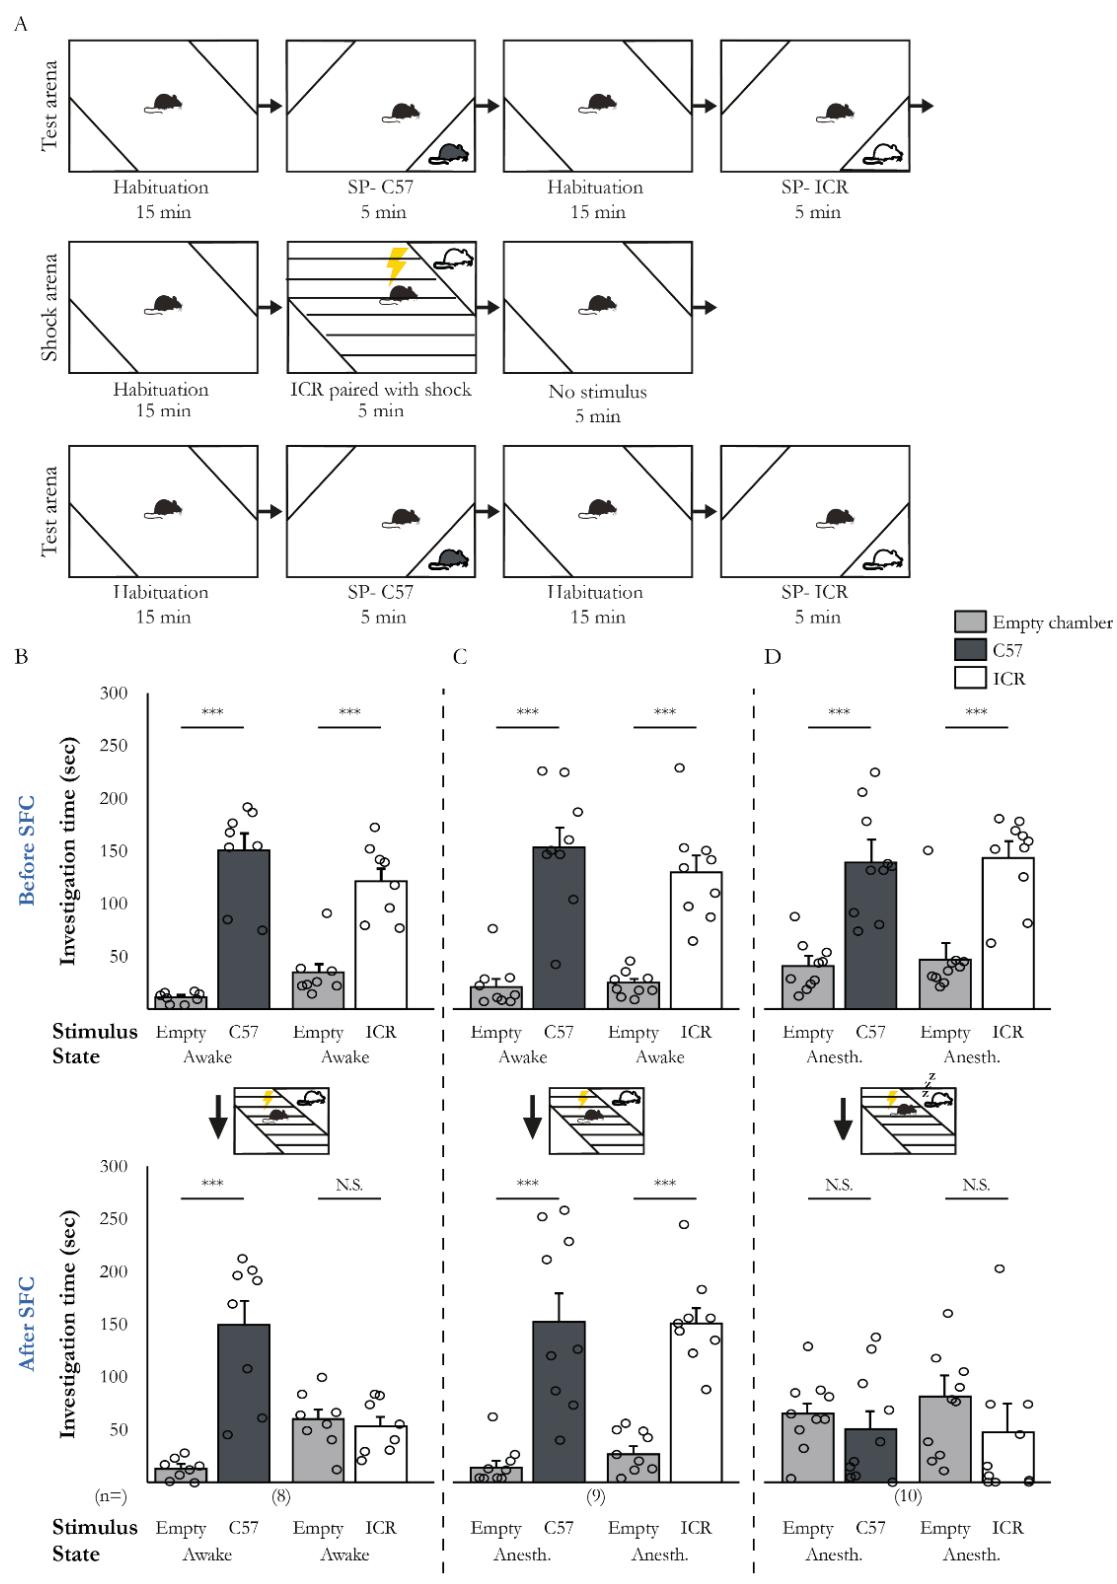 A
Test arena
Habituation
15 min
SP- C57
5 min
Habituation
15 min
SP- ICR
5 min
Shock arena
Habituation
15 min
ICR paired with shock
5 min
No stimulus
5 min
Test arena
Habituation
15 min
SP- C57
5 min
Habituation
15 min
SP- ICR
5 min
Empty chamber
C57
ICR
B
C
D
Before SFC
Investigation time (sec)
300
250
200
150
100
50
*** *** *** *** *** ***
Stimulus Empty C57 Empty ICR Empty C57 Empty ICR Empty C57 Empty ICR
State Awake Awake Awake Awake Anesth. Anesth.
z
z
z
After SFC
Investigation time (sec)
300
250
200
150
100
50
*** N.S. *** *** N.S. N.S.
(n=) (8) (9) (10)
Stimulus Empty C57 Empty ICR Empty C57 Empty ICR Empty C57 Empty ICR
State Awake Awake Anesth. Anesth. Anesth. Anesth.